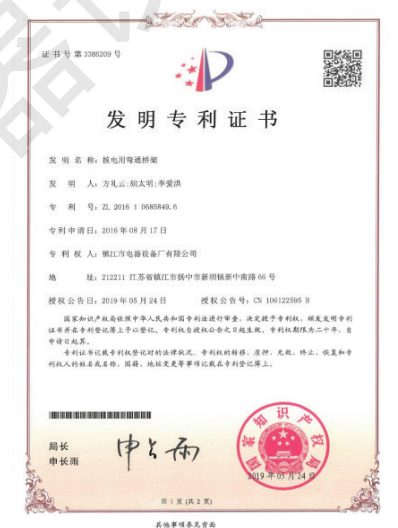 证书号第3386209号
发明专利证书
发 明 名 称：核电用弯通桥架
发 明 人：方礼云;胡太明;李爱洪
专 利 号：ZL 2016 1 0685849.6
专利申请日：2016年08月17日
专 利 权 人：镇江市电器设备厂有限公司
地 址：212211 江苏省镇江市扬中市新坝镇新中南路66号
授权公告日：2019年05月24日 授权公告号：CN 106122595 B
国家知识产权局依照中华人民共和国专利法进行审查，决定授予专利权，颁发发明专利
证书并在专利登记簿上予以登记。专利权自授权公告之日起生效。专利权期限为二十年，自
申请日起算。
专利证书记载专利权登记时的法律状况。专利权的转移、质押、无效、终止、恢复和专
利权人的姓名或名称、国籍、地址变更等事项记载在专利登记簿上。
局长
申长雨
申长雨
国家知识产权局
2019年05月24日
第 1 页 (共 2 页)
其他事项参见背面